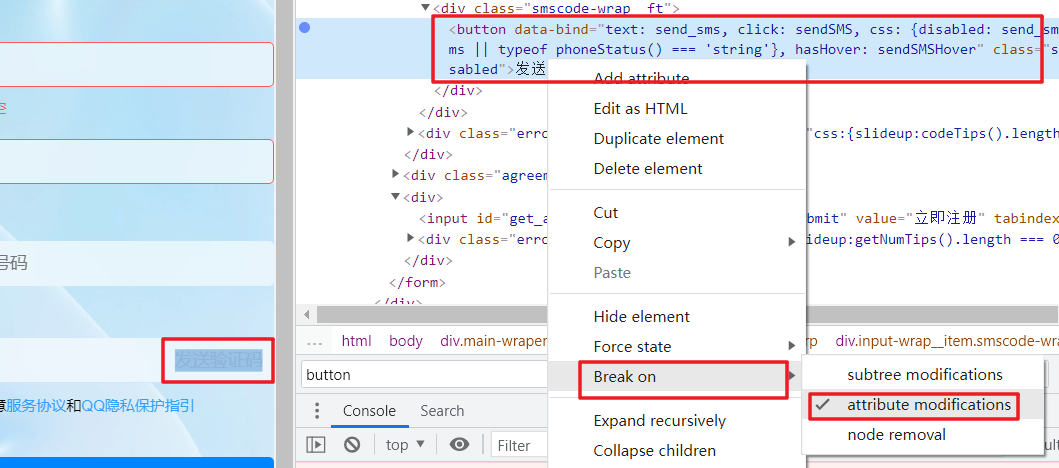 <div class="smscode-wrap__ft">
<button data-bind="text: send_sms, click: sendSMS, css: {disabled: send_sm
ms || typeof phoneStatus() === 'string'}, hasHover: sendSMSHover" class="s
sabled">发送
Add attribute
</div>
Edit as HTML
</div>
Duplicate element
<div class="erro "css:{slideup:codeTips().length
</div>
Delete element
<div class="agreem
<div>
Cut
<input id="get_a bmit" value="立即注册" tabindex
Copy
<div class="erro ideup:getNumTips().length === 0
</div>
号码
Paste
</form>
</div>
Hide element
... html body div.main-wraper rp div.input-wrap__item.smscode-wra
Force state
发送验证码
button
Break on
subtree modifications
服务协议和QQ隐私保护指引
attribute modifications
Console Search
Expand recursively
node removal
top Filter
Collapse children